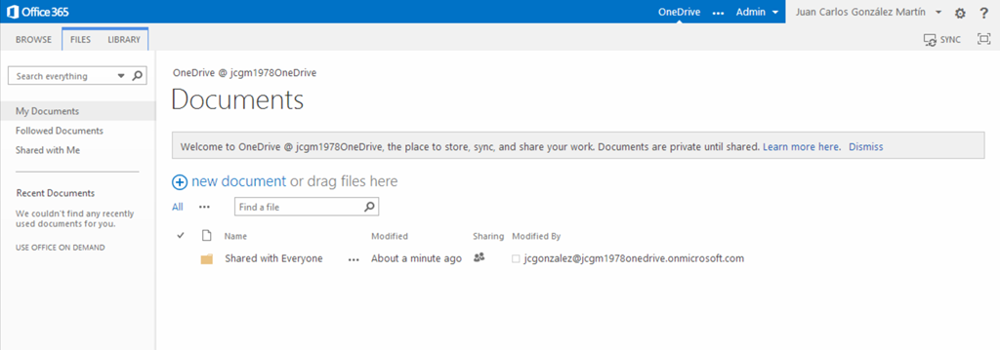 Office 365 OneDrive ••• Admin Juan Carlos González Martín ?
BROWSE FILES LIBRARY SYNC
Search everything
OneDrive @ jcgm1978OneDrive
Documents
My Documents
Followed Documents
Shared with Me
Welcome to OneDrive @ jcgm1978OneDrive, the place to store, sync, and share your work. Documents are private until shared. Learn more here. Dismiss
new document or drag files here
Recent Documents
We couldn't find any recently
used documents for you.
USE OFFICE ON DEMAND
All ••• Find a file
Name Modified Sharing Modified By
Shared with Everyone ••• About a minute ago jcgonzalez@jcgm1978onedrive.onmicrosoft.com